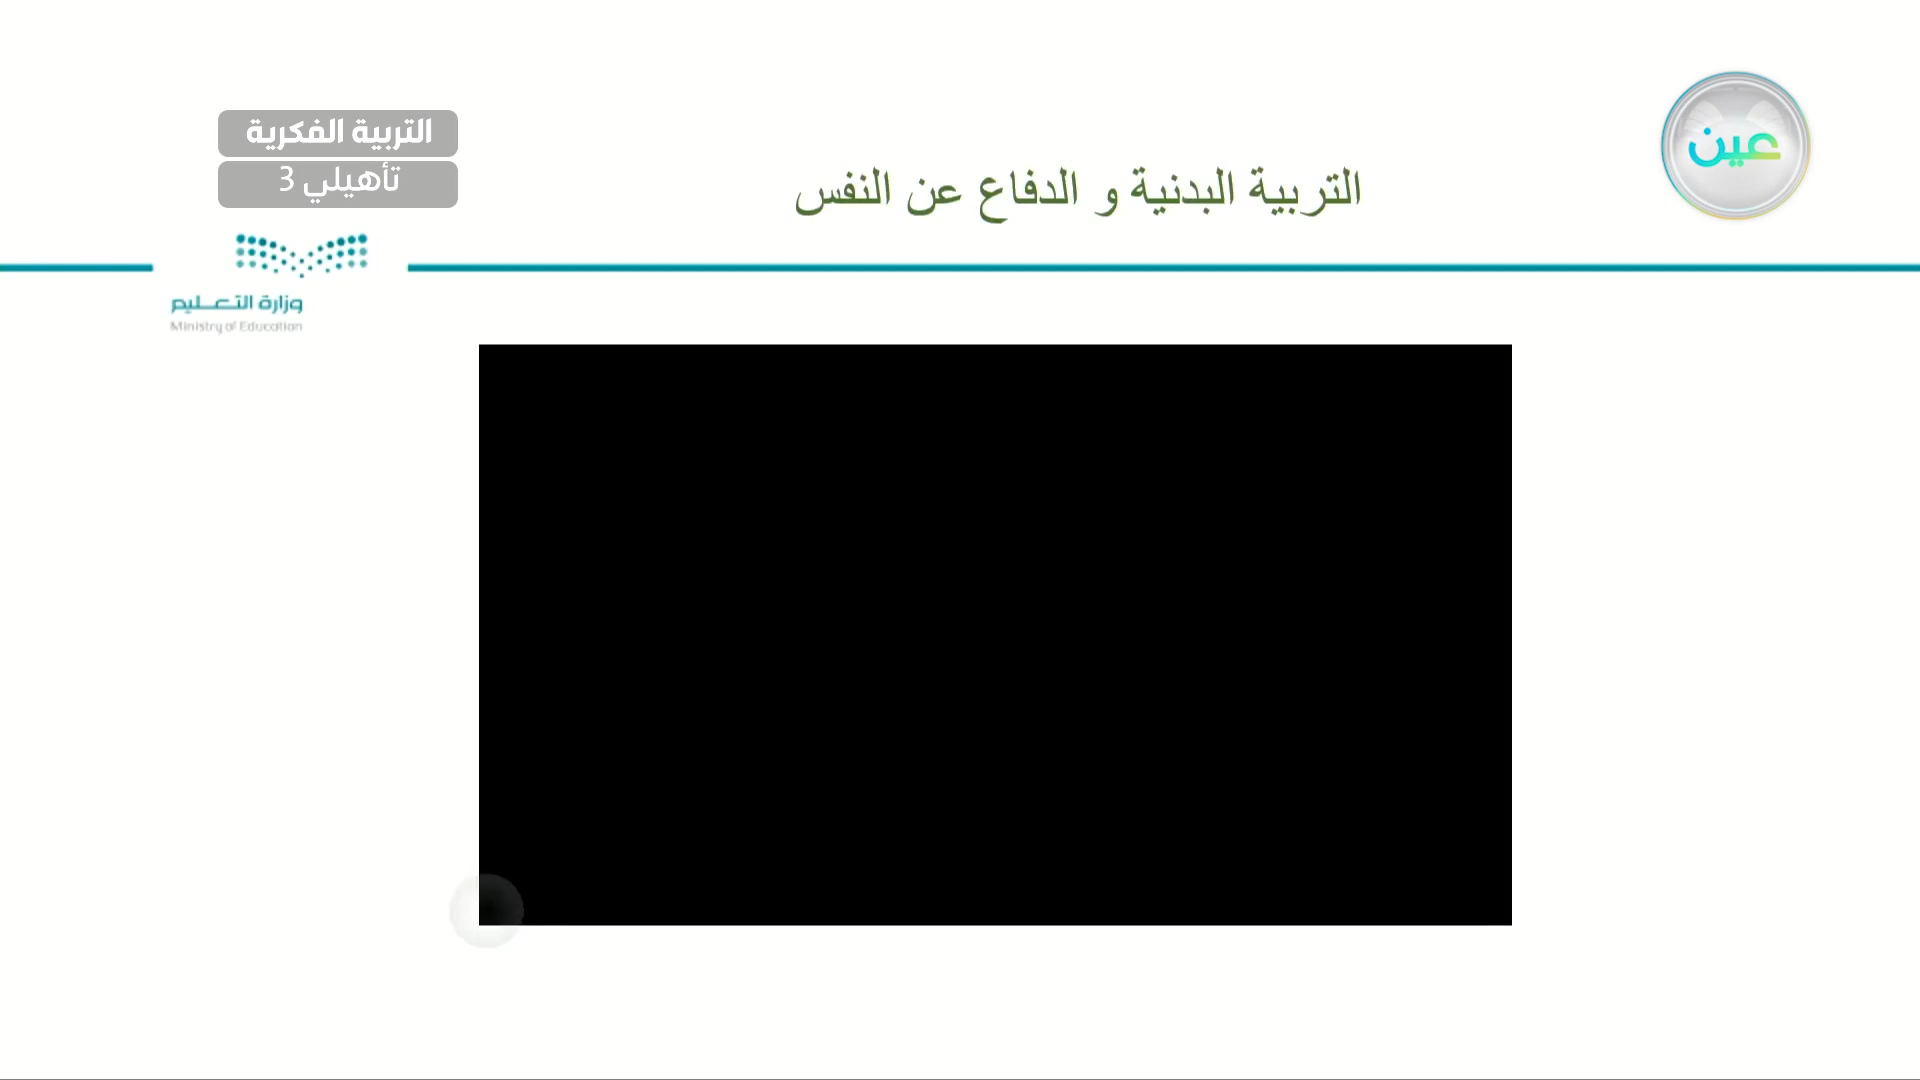 التربية الفكرية
تأهيلي 3
عين
التربية البدنية و الدفاع عن النفس
وزارة التعليم
Ministry of Education